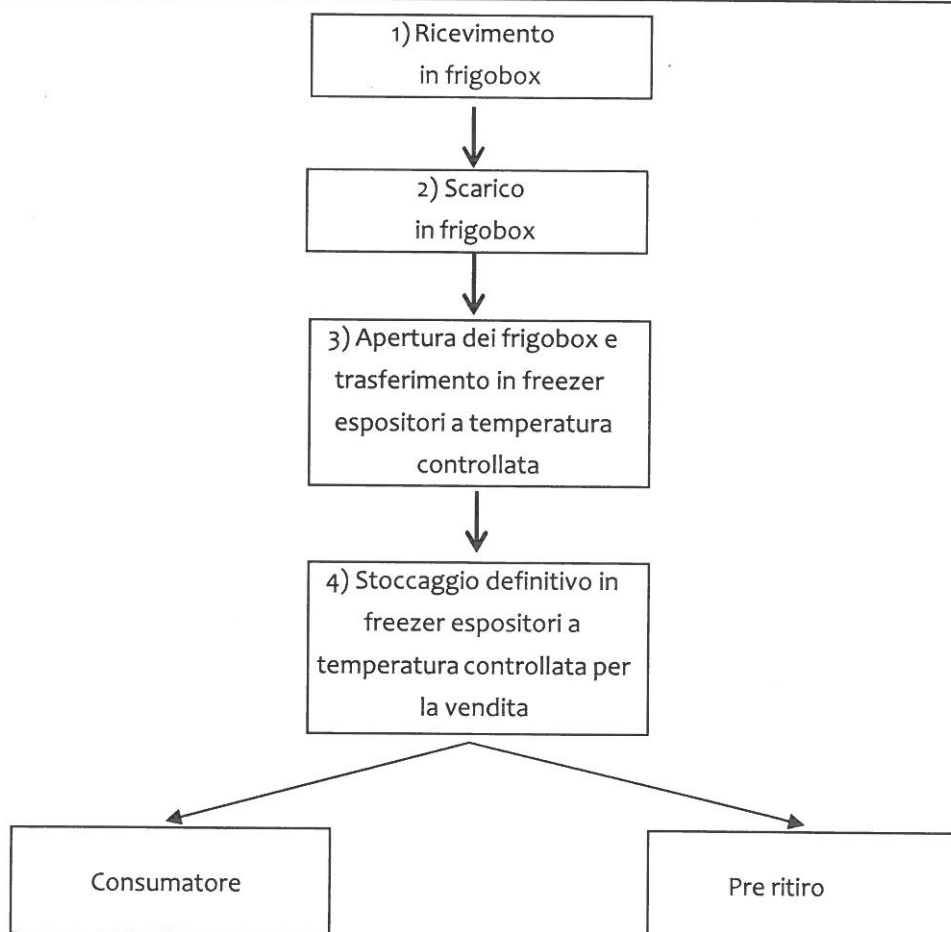 1) Ricevimento
in frigobox
2) Scarico
in frigobox
3) Apertura dei frigobox e
trasferimento in freezer
espositori a temperatura
controllata
4) Stoccaggio definitivo in
freezer espositori a
temperatura controllata per
la vendita
Consumatore
Pre ritiro